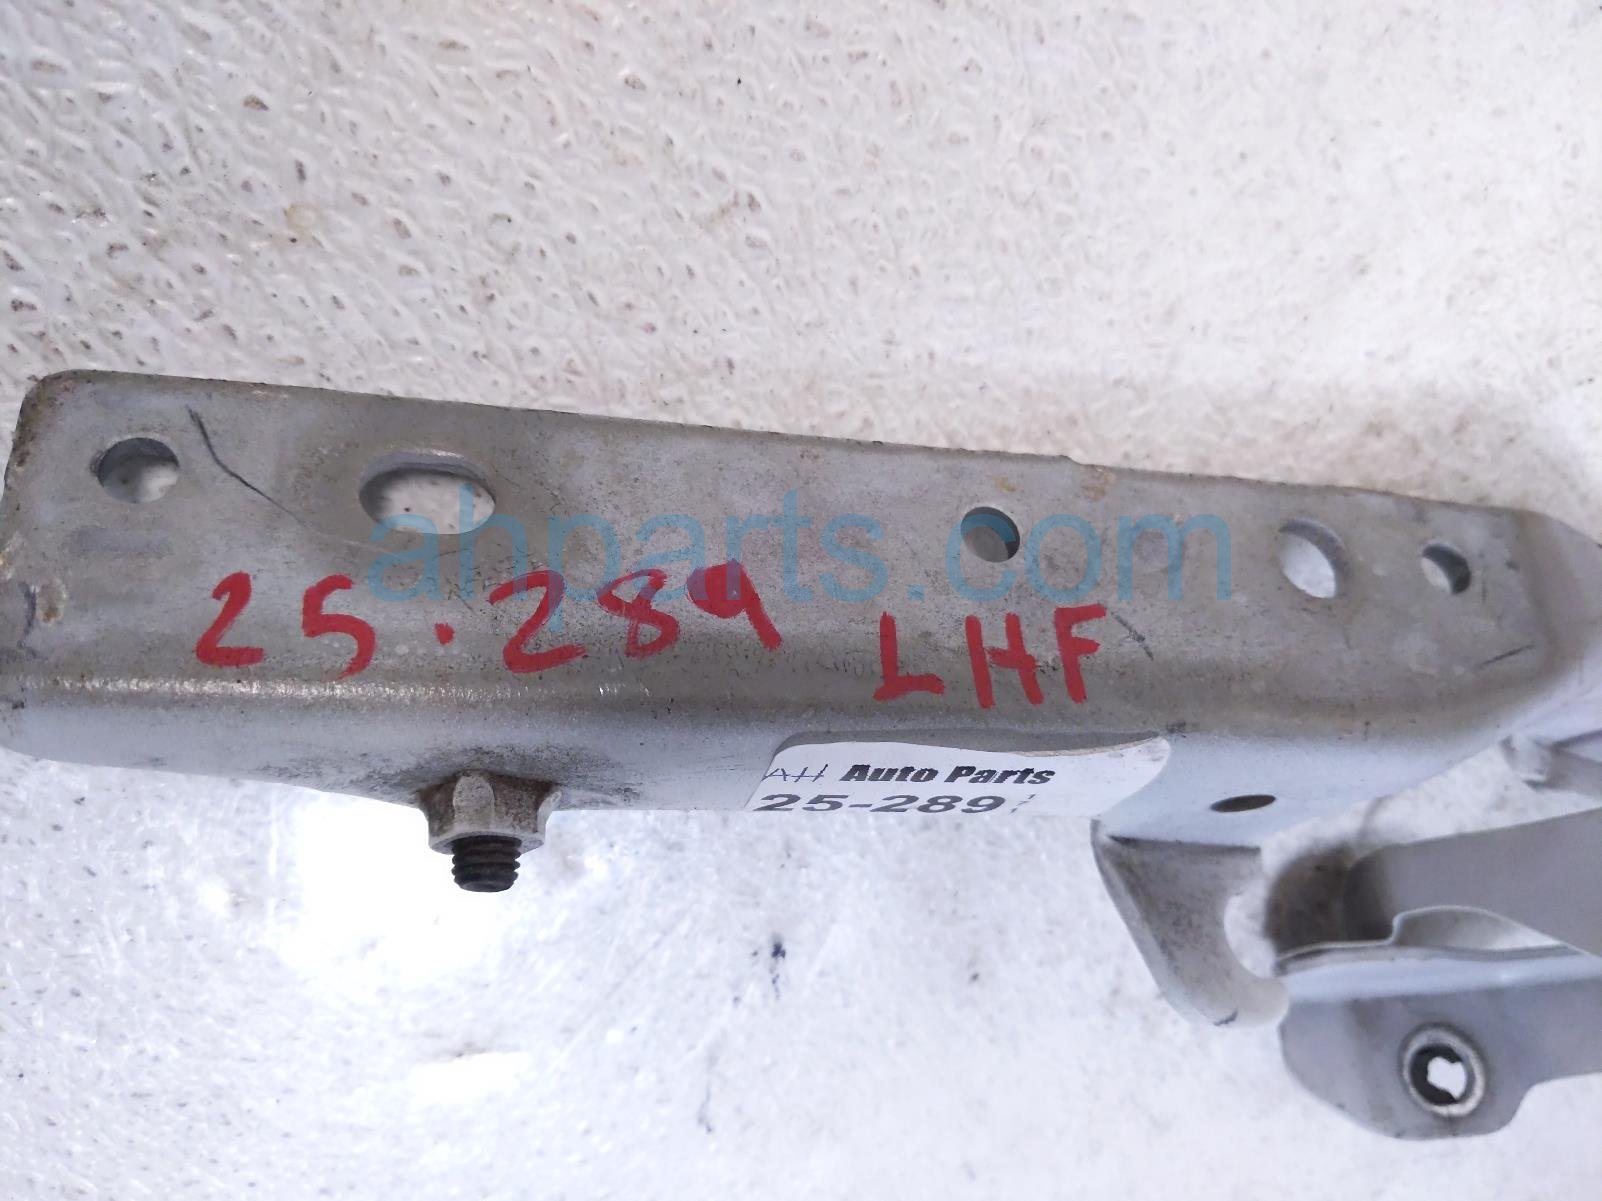 ahparts.com
25.289 LHF
AH Auto Parts
25-289